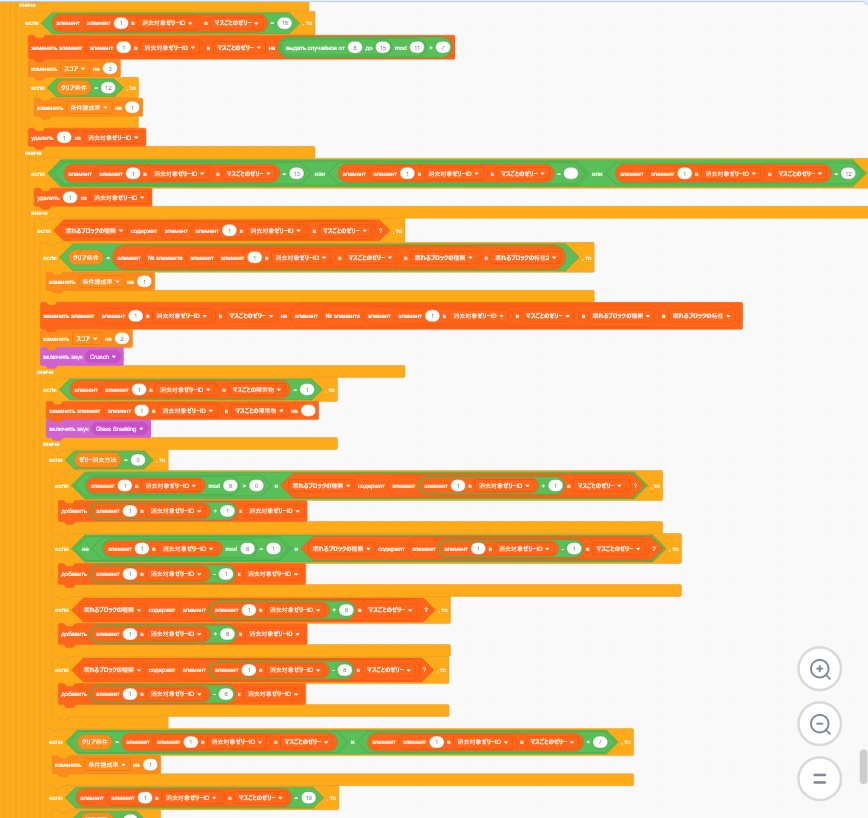 иначе
если элемент элемент 1 в 消去対象ゼリーID в マスごとのゼリー = 16 , то
заменить элемент элемент 1 в 消去対象ゼリーID в マスごとのゼリー на выдать случайное от 8 до 15 mod 11 + 7
изменить スコア на 3
если クリア条件 = 12 , то
изменить 条件達成率 на 1
удалить 1 из 消去対象ゼリーID
иначе
если элемент элемент 1 в 消去対象ゼリーID в マスごとのゼリー = 13 или элемент элемент 1 в 消去対象ゼリーID в マスごとのゼリー = или элемент элемент 1 в 消去対象ゼリーID в マスごとのゼリー = 12
удалить 1 из 消去対象ゼリーID
иначе
если 壊れるブロックの種類 содержит элемент элемент 1 в 消去対象ゼリーID в マスごとのゼリー ? , то
если クリア条件 = элемент № элемента элемент элемент 1 в 消去対象ゼリーID в マスごとのゼリー в 壊れるブロックの種類 в 壊れるブロックの特性2 , то
изменить 条件達成率 на 1
заменить элемент элемент 1 в 消去対象ゼリーID в マスごとのゼリー на элемент № элемента элемент элемент 1 в 消去対象ゼリーID в マスごとのゼリー в 壊れるブロックの種類 в 壊れるブロックの特性
изменить スコア на 2
включить звук Crunch
иначе
если элемент элемент 1 в 消去対象ゼリーID в マスごとの障害物 = 1 , то
заменить элемент элемент 1 в 消去対象ゼリーID в マスごとの障害物 на
включить звук Glass Breaking
иначе
если ゼリー消去方法 = 0 , то
если элемент 1 в 消去対象ゼリーID mod 8 > 0 и 壊れるブロックの種類 содержит элемент элемент 1 в 消去対象ゼリーID + 1 в マスごとのゼリー ? , то
добавить элемент 1 в 消去対象ゼリーID + 1 к 消去対象ゼリーID
если не элемент 1 в 消去対象ゼリーID mod 8 = 1 и 壊れるブロックの種類 содержит элемент элемент 1 в 消去対象ゼリーID - 1 в マスごとのゼリー ? , то
добавить элемент 1 в 消去対象ゼリーID - 1 к 消去対象ゼリーID
если 壊れるブロックの種類 содержит элемент элемент 1 в 消去対象ゼリーID + 8 в マスごとのゼリー ? , то
добавить элемент 1 в 消去対象ゼリーID + 8 к 消去対象ゼリーID
если 壊れるブロックの種類 содержит элемент элемент 1 в 消去対象ゼリーID - 8 в マスごとのゼリー ? , то
добавить элемент 1 в 消去対象ゼリーID - 8 к 消去対象ゼリーID
если クリア条件 = элемент элемент 1 в 消去対象ゼリーID в マスごとのゼリー и элемент элемент 1 в 消去対象ゼリーID в マスごとのゼリー < 7 , то
изменить 条件達成率 на 1
если элемент элемент 1 в 消去対象ゼリーID в マスごとのゼリー = 19 , то